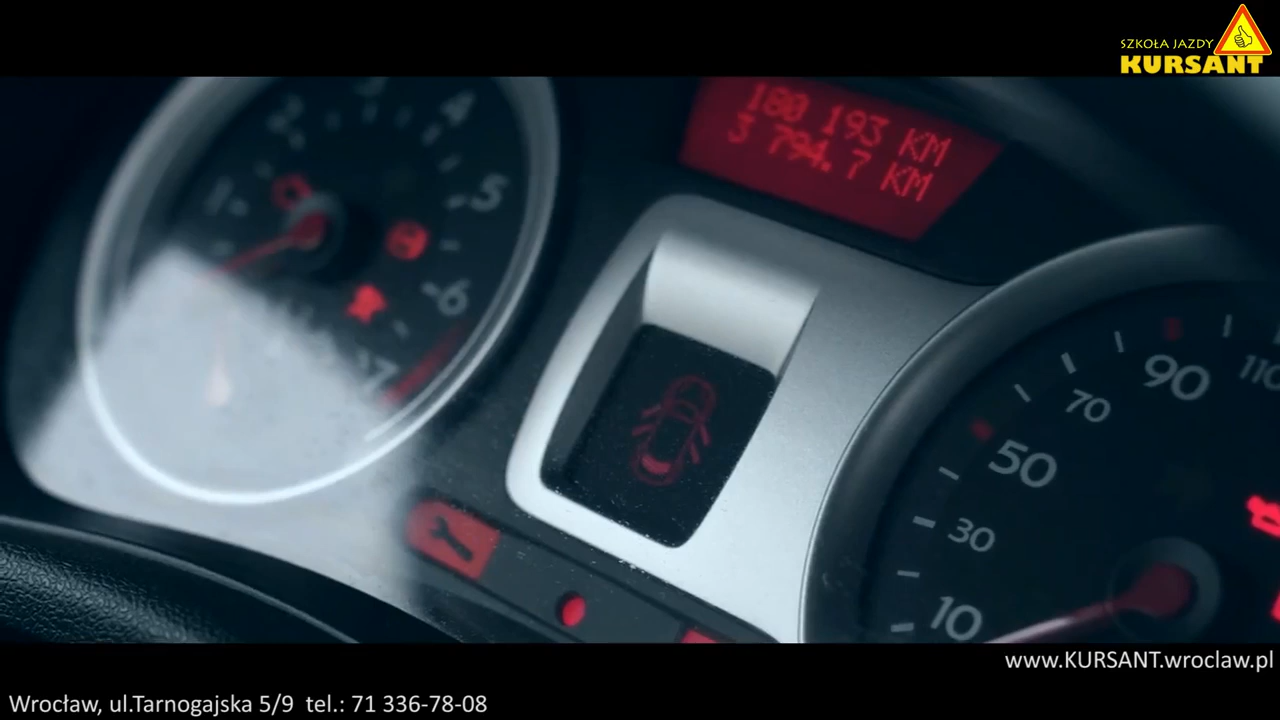 SZKOŁA JAZDY
KURSANT
180 193 KM
3 794.7 KM
1
2
3
4
5
6
7
10
30
50
70
90
110
www.KURSANT.wroclaw.pl
Wrocław, ul.Tarnogajska 5/9 tel.: 71 336-78-08